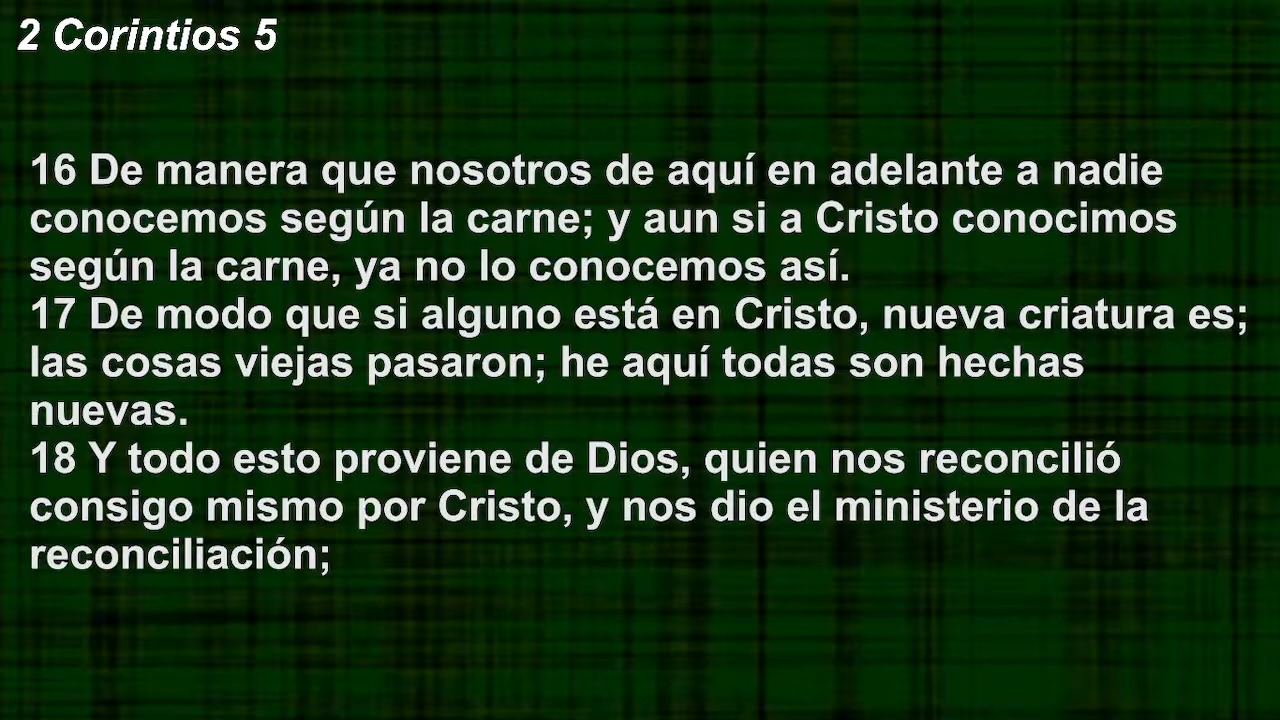 2 Corintios 5
16 De manera que nosotros de aquí en adelante a nadie
conocemos según la carne; y aun si a Cristo conocimos
según la carne, ya no lo conocemos así.
17 De modo que si alguno está en Cristo, nueva criatura es;
las cosas viejas pasaron; he aquí todas son hechas
nuevas.
18 Y todo esto proviene de Dios, quien nos reconcilió
consigo mismo por Cristo, y nos dio el ministerio de la
reconciliación;